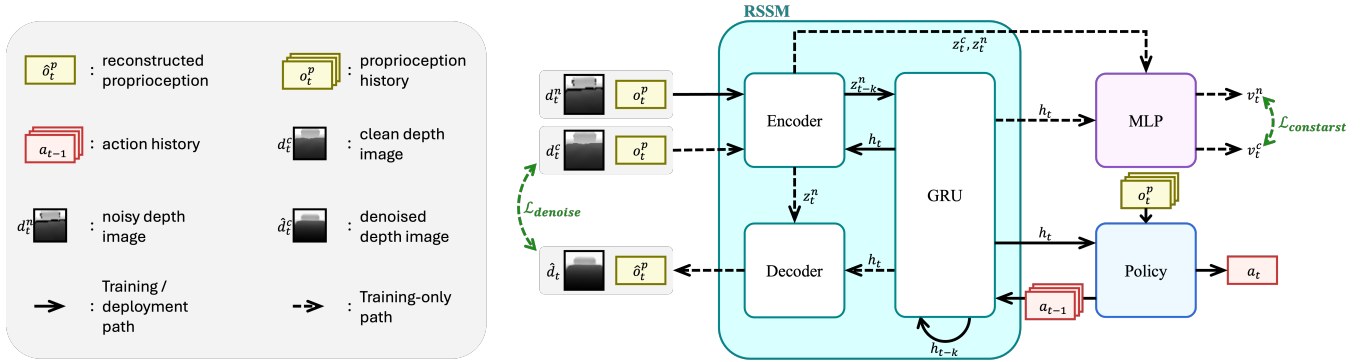 ô_t^p : reconstructed
proprioception
o_t^p : proprioception
history
a_{t-1} : action history
d_t^c : clean depth
image
d_t^n : noisy depth
image
d̂_t^c : denoised
depth image
: Training /
deployment
path
: Training-only
path
RSSM
z_t^c, z_t^n
d_t^n o_t^p
Encoder
z_{t-k}^n
h_t
MLP
v_t^n
ℒ_constarst
d_t^c o_t^p
h_t
v_t^c
ℒ_denoise
z_t^n
GRU
o_t^p
h_t
d̂_t ô_t^p
Decoder
h_t
Policy
a_t
a_{t-1}
h_{t-k}